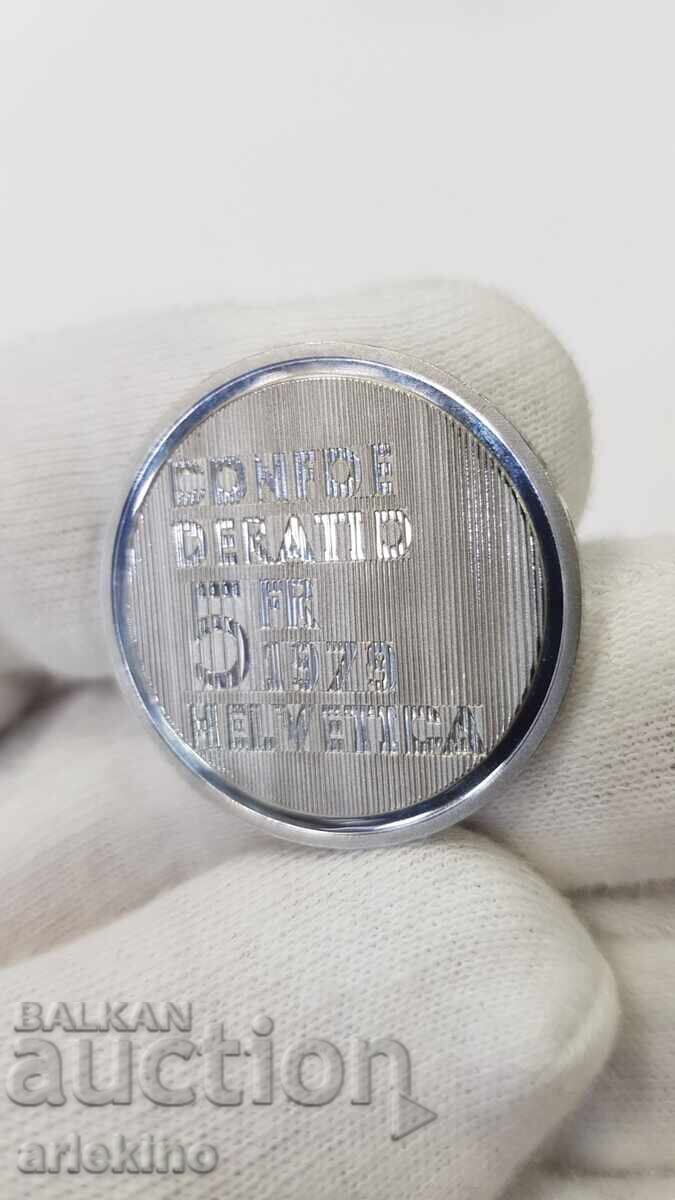 CONFOE
DERATIO
5 FR
1979
HELVETICA
BALKAN
auction
arlekino